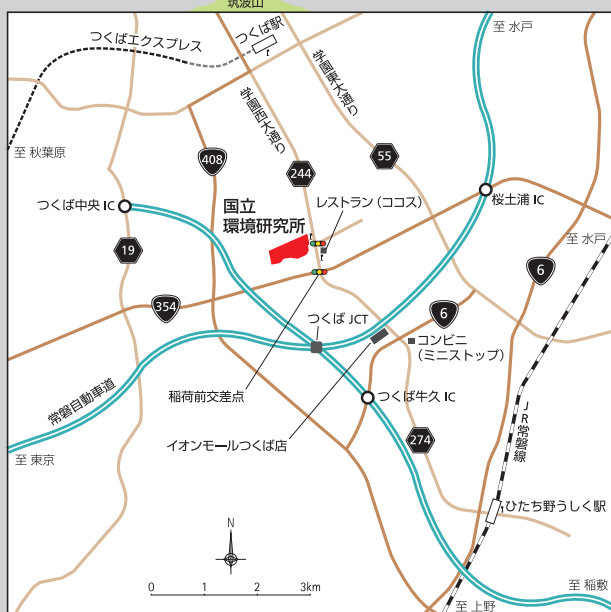 筑波山
至 水戸
つくばエクスプレス
つくば駅
t
学園東大通り
学園西大通り
至 秋葉原
408
244
55
つくば中央 IC
国立
環境研究所
レストラン（ココス）
t
t
桜土浦 IC
至 水戸
19
6
354
6
つくば JCT
コンビニ
（ミニストップ）
常磐自動車道
稲荷前交差点
つくば牛久 IC
イオンモールつくば店
274
JR常磐線
至 東京
ひたち野うしく駅
N
0 1 2 3km
至 稲敷
至 上野